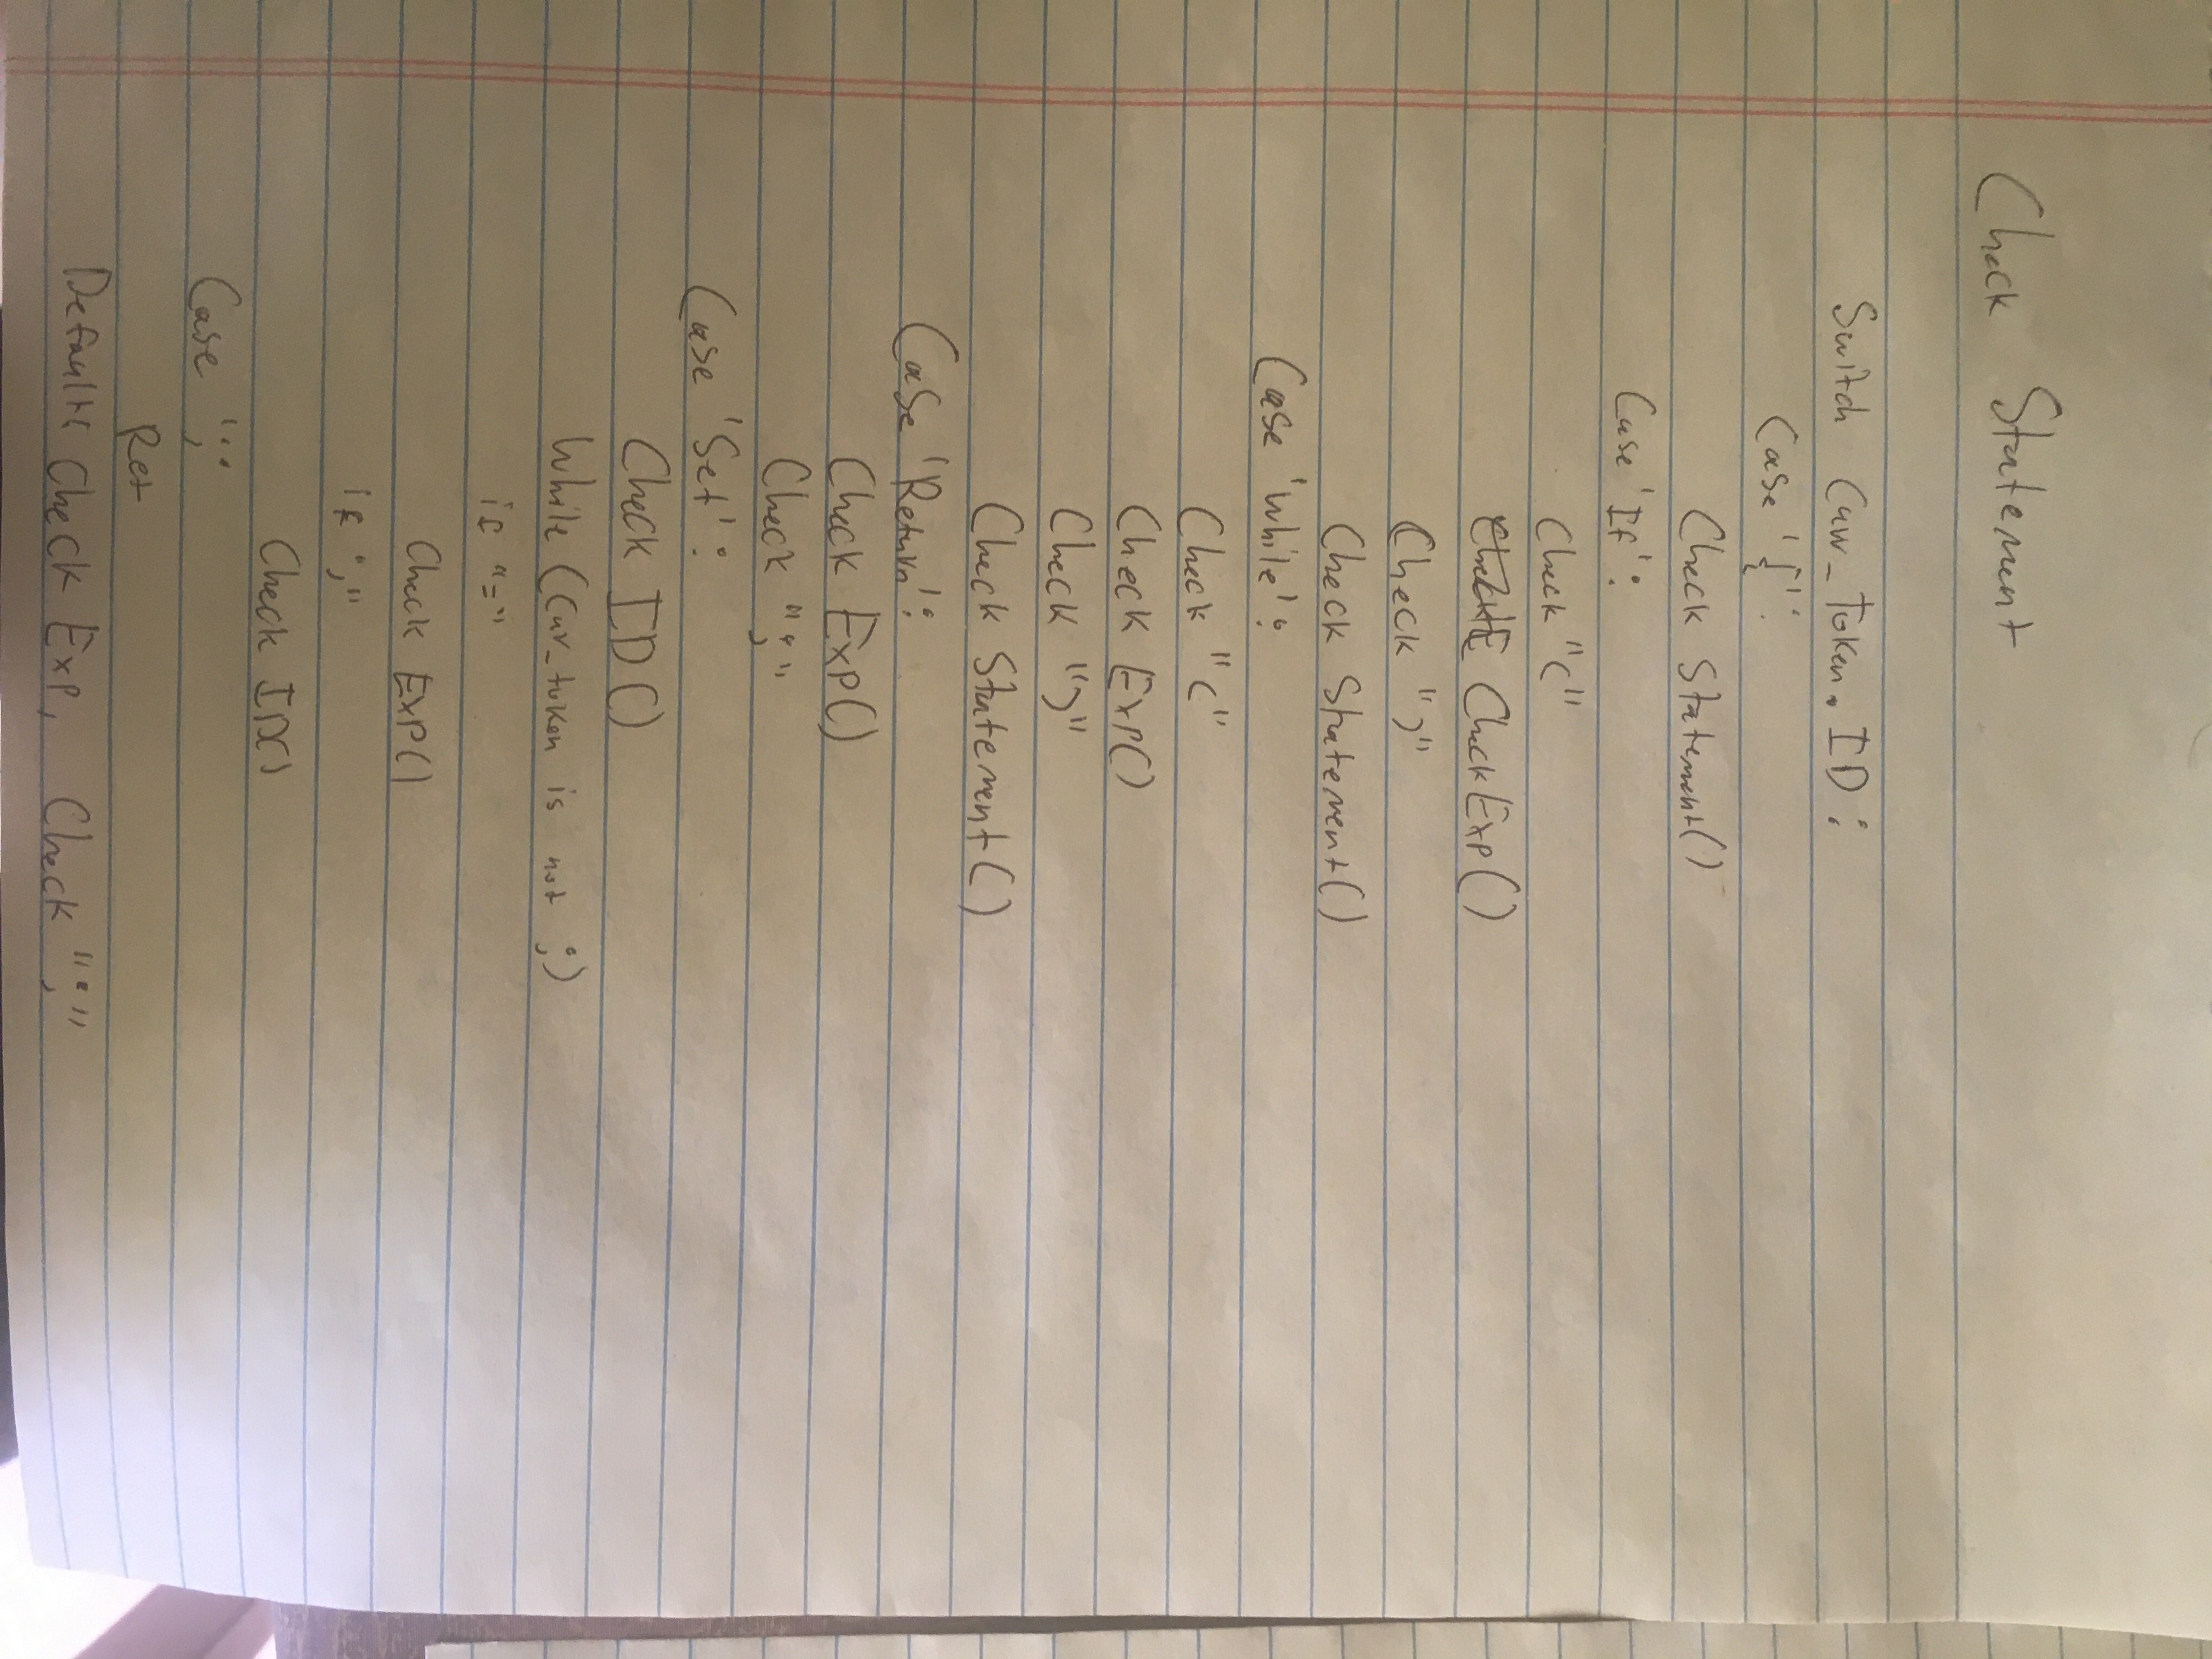 Check Statement
Switch Curr_Token.ID:
Case '{':
Check Statement()
Case 'If':
Check "("
Check Exp()
Check ")"
Check Statement()
Case 'While':
Check "("
Check Exp()
Check ")"
Check Statement()
Case 'Return':
Check Exp()
Check ";"
Case 'Set':
Check ID()
While (Cur_token is not ;)
if "="
Check Exp()
if ","
Check ID()
Case ';':
Ret
Default: Check Exp, Check ";"